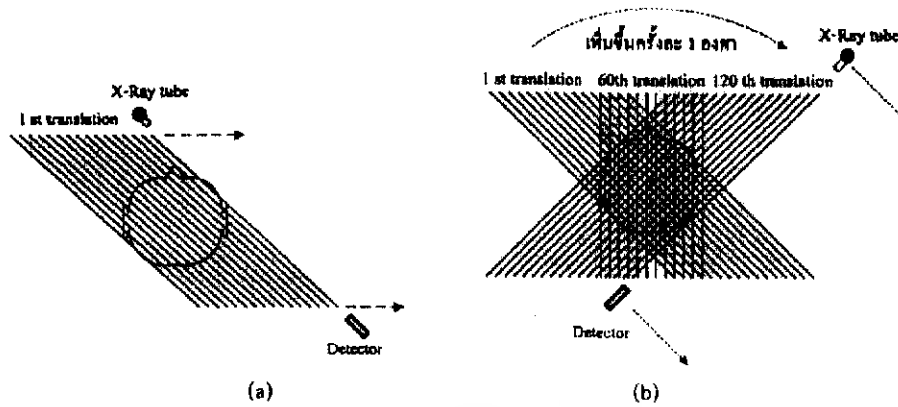 X-Ray tube
1 st translation
Detector
(a)
เพิ่มขึ้นครั้งละ 1 องศา
X-Ray tube
1 st translation 60th translation 120 th translation
Detector
(b)